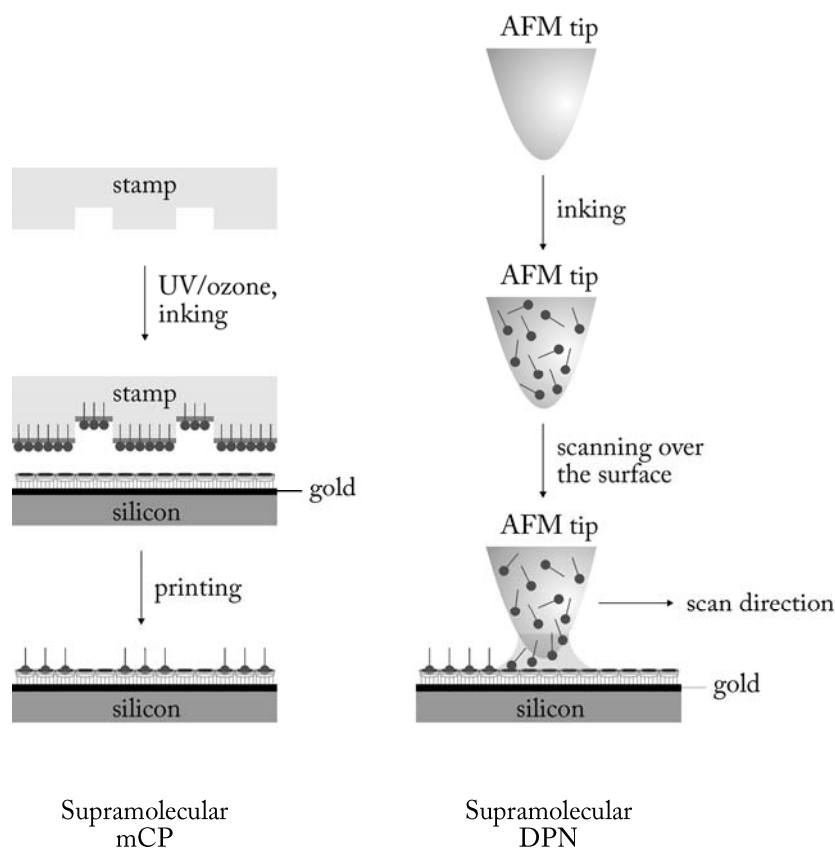 stamp
UV/ozone,
inking
stamp
gold
silicon
printing
silicon
Supramolecular
mCP
AFM tip
inking
AFM tip
scanning over
the surface
AFM tip
scan direction
gold
silicon
Supramolecular
DPN